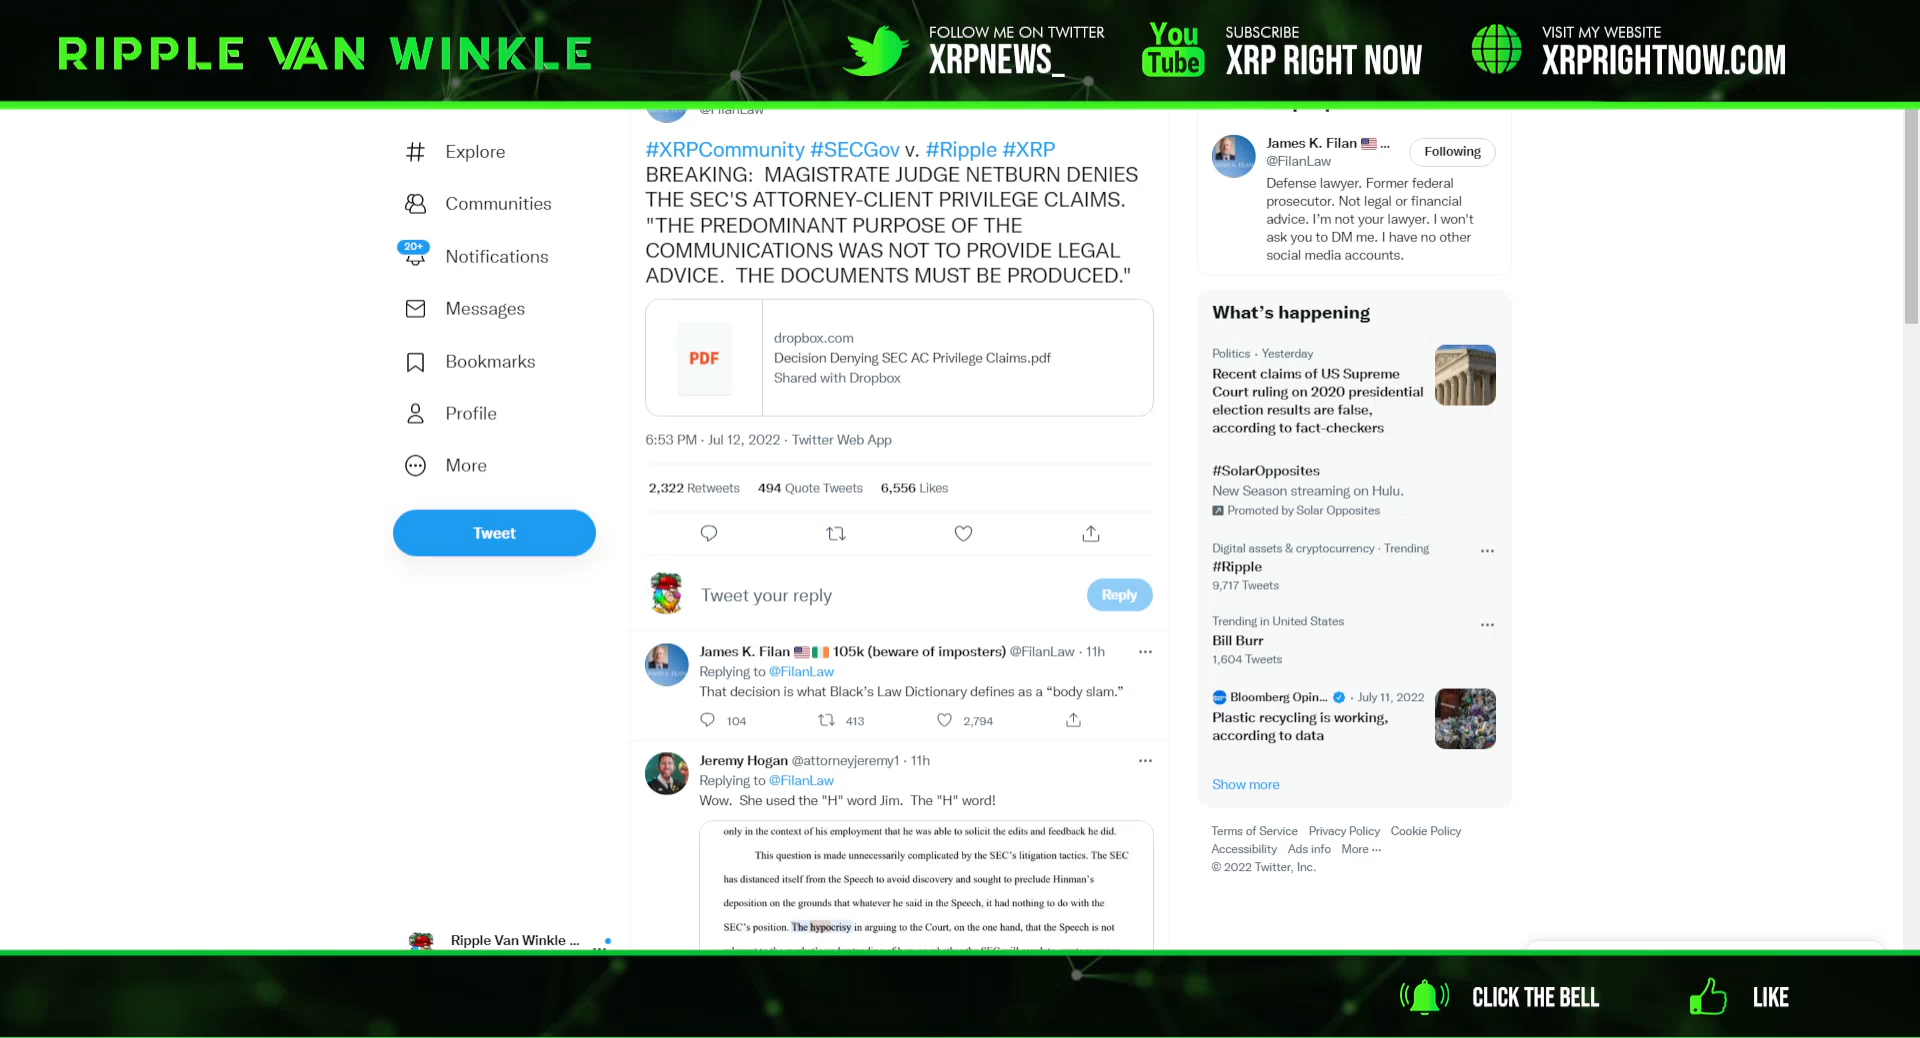 RIPPLE VAN WINKLE
FOLLOW ME ON TWITTER
XRPNEWS_
You
Tube
SUBSCRIBE
XRP RIGHT NOW
VISIT MY WEBSITE
XRPRIGHTNOW.COM
Explore
Communities
20+
Notifications
Messages
Bookmarks
Profile
More
Tweet
Ripple Van Winkle ...
@FilanLaw
#XRPCommunity #SECGov v. #Ripple #XRP
BREAKING: MAGISTRATE JUDGE NETBURN DENIES
THE SEC'S ATTORNEY-CLIENT PRIVILEGE CLAIMS.
"THE PREDOMINANT PURPOSE OF THE
COMMUNICATIONS WAS NOT TO PROVIDE LEGAL
ADVICE. THE DOCUMENTS MUST BE PRODUCED."
PDF
dropbox.com
Decision Denying SEC AC Privilege Claims.pdf
Shared with Dropbox
6:53 PM · Jul 12, 2022 · Twitter Web App
2,322 Retweets 494 Quote Tweets 6,556 Likes
Tweet your reply
Reply
James K. Filan 🇺🇸🇮🇪 105k (beware of imposters) @FilanLaw · 11h
Replying to @FilanLaw
That decision is what Black’s Law Dictionary defines as a “body slam.”
104 413 2,794
Jeremy Hogan @attorneyjeremy1 · 11h
Replying to @FilanLaw
Wow. She used the "H" word Jim. The "H" word!
only in the context of his employment that he was able to solicit the edits and feedback he did.
This question is made unnecessarily complicated by the SEC’s litigation tactics. The SEC
has distanced itself from the Speech to avoid discovery and sought to preclude Hinman’s
deposition on the grounds that whatever he said in the Speech, it had nothing to do with the
SEC’s position. The hypocrisy in arguing to the Court, on the one hand, that the Speech is not
James K. Filan 🇺🇸 ...
@FilanLaw
Following
Defense lawyer. Former federal
prosecutor. Not legal or financial
advice. I’m not your lawyer. I won't
ask you to DM me. I have no other
social media accounts.
What’s happening
Politics · Yesterday
Recent claims of US Supreme
Court ruling on 2020 presidential
election results are false,
according to fact-checkers
#SolarOpposites
New Season streaming on Hulu.
Promoted by Solar Opposites
Digital assets & cryptocurrency · Trending
#Ripple
9,717 Tweets
Trending in United States
Bill Burr
1,604 Tweets
Bloomberg Opin... · July 11, 2022
Plastic recycling is working,
according to data
Show more
Terms of Service Privacy Policy Cookie Policy
Accessibility Ads info More ···
© 2022 Twitter, Inc.
CLICK THE BELL
LIKE